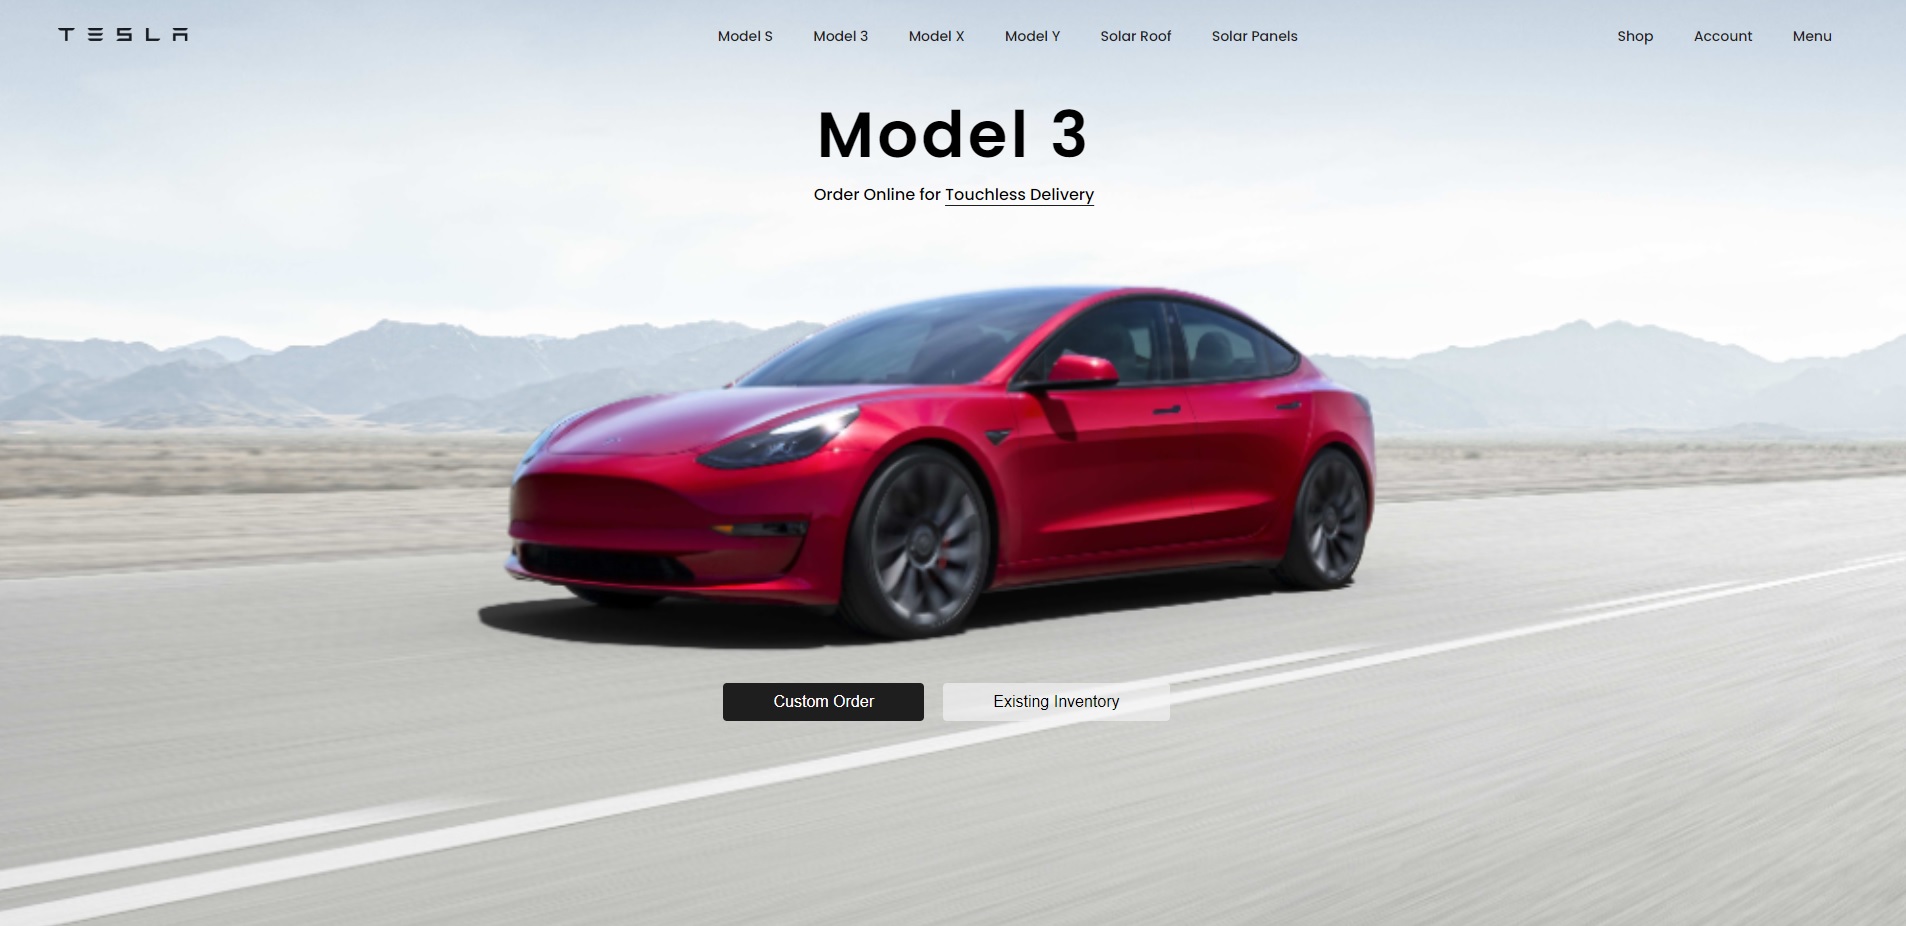 TESLA Model S Model 3 Model X Model Y Solar Roof Solar Panels Shop Account Menu
Model 3
Order Online for Touchless Delivery
Custom Order Existing Inventory